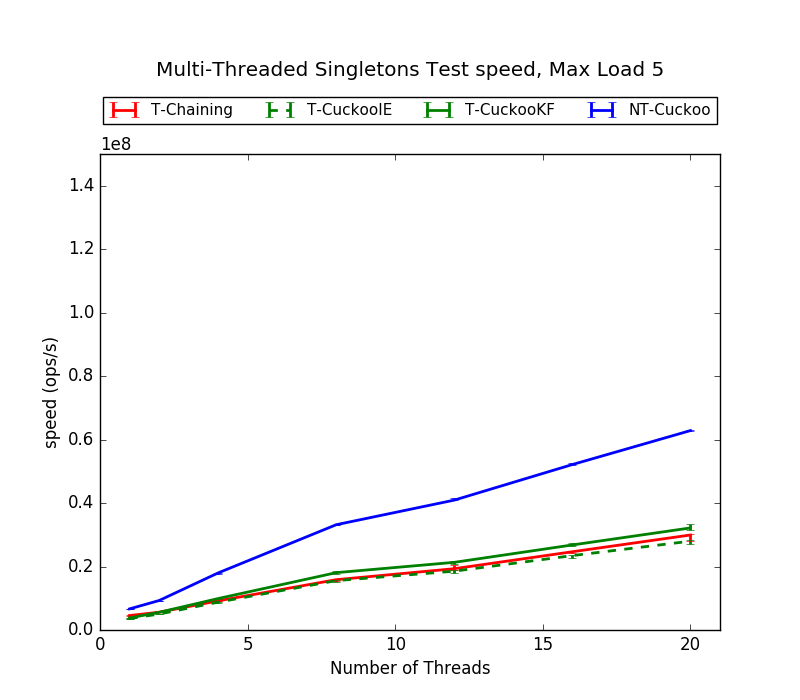 Multi-Threaded Singletons Test speed, Max Load 5
T-Chaining T-CuckooIE T-CuckooKF NT-Cuckoo
1e8
1.4
1.2
1.0
0.8
0.6
0.4
0.2
0.0
speed (ops/s)
0 5 10 15 20
Number of Threads